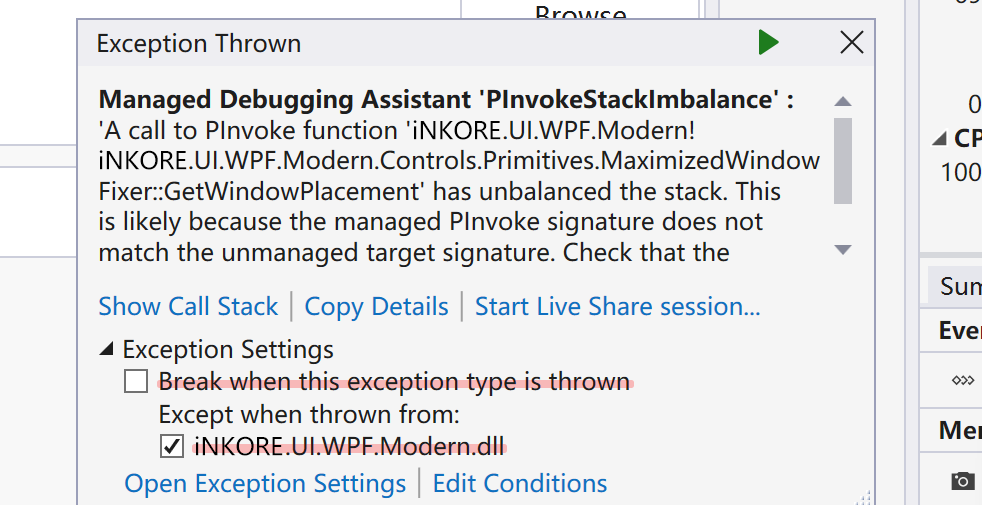 Browse
Exception Thrown
Managed Debugging Assistant 'PInvokeStackImbalance' :
'A call to PInvoke function 'iNKORE.UI.WPF.Modern!
iNKORE.UI.WPF.Modern.Controls.Primitives.MaximizedWindow
Fixer::GetWindowPlacement' has unbalanced the stack. This
is likely because the managed PInvoke signature does not
match the unmanaged target signature. Check that the
Show Call Stack | Copy Details | Start Live Share session...
Exception Settings
Break when this exception type is thrown
Except when thrown from:
iNKORE.UI.WPF.Modern.dll
Open Exception Settings | Edit Conditions
0
CP
100
Sum
Even
Mem